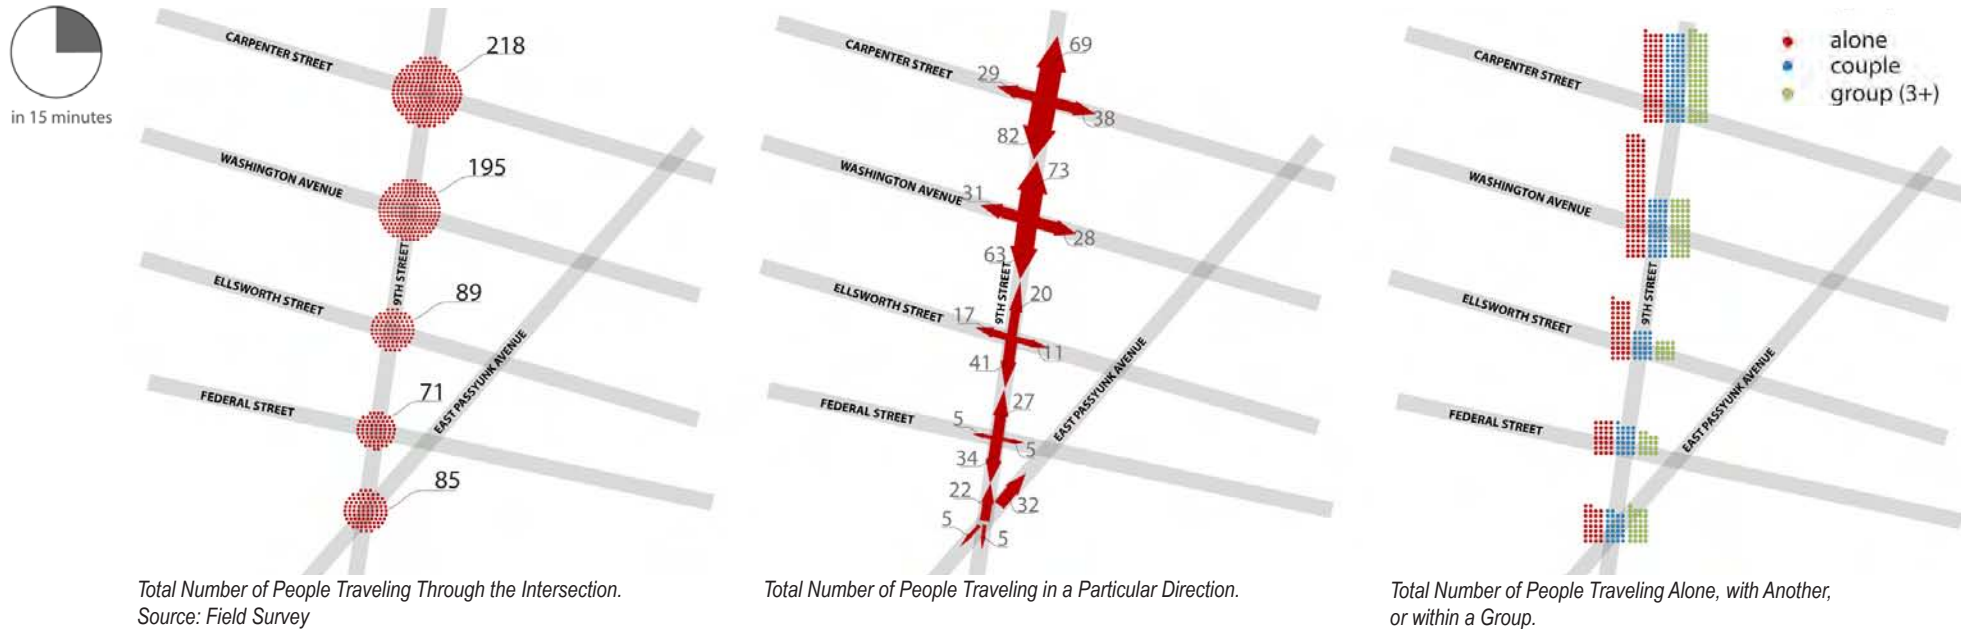 in 15 minutes
CARPENTER STREET
218
WASHINGTON AVENUE
195
9TH STREET
ELLSWORTH STREET
89
EAST PASSYUNK AVENUE
FEDERAL STREET
71
85
Total Number of People Traveling Through the Intersection.
Source: Field Survey
CARPENTER STREET
69
29
38
82
WASHINGTON AVENUE
73
31
28
63
9TH STREET
ELLSWORTH STREET
20
17
11
41
EAST PASSYUNK AVENUE
FEDERAL STREET
27
5
5
34
22
32
5
5
Total Number of People Traveling in a Particular Direction.
alone
couple
group (3+)
CARPENTER STREET
WASHINGTON AVENUE
9TH STREET
ELLSWORTH STREET
EAST PASSYUNK AVENUE
FEDERAL STREET
Total Number of People Traveling Alone, with Another,
or within a Group.